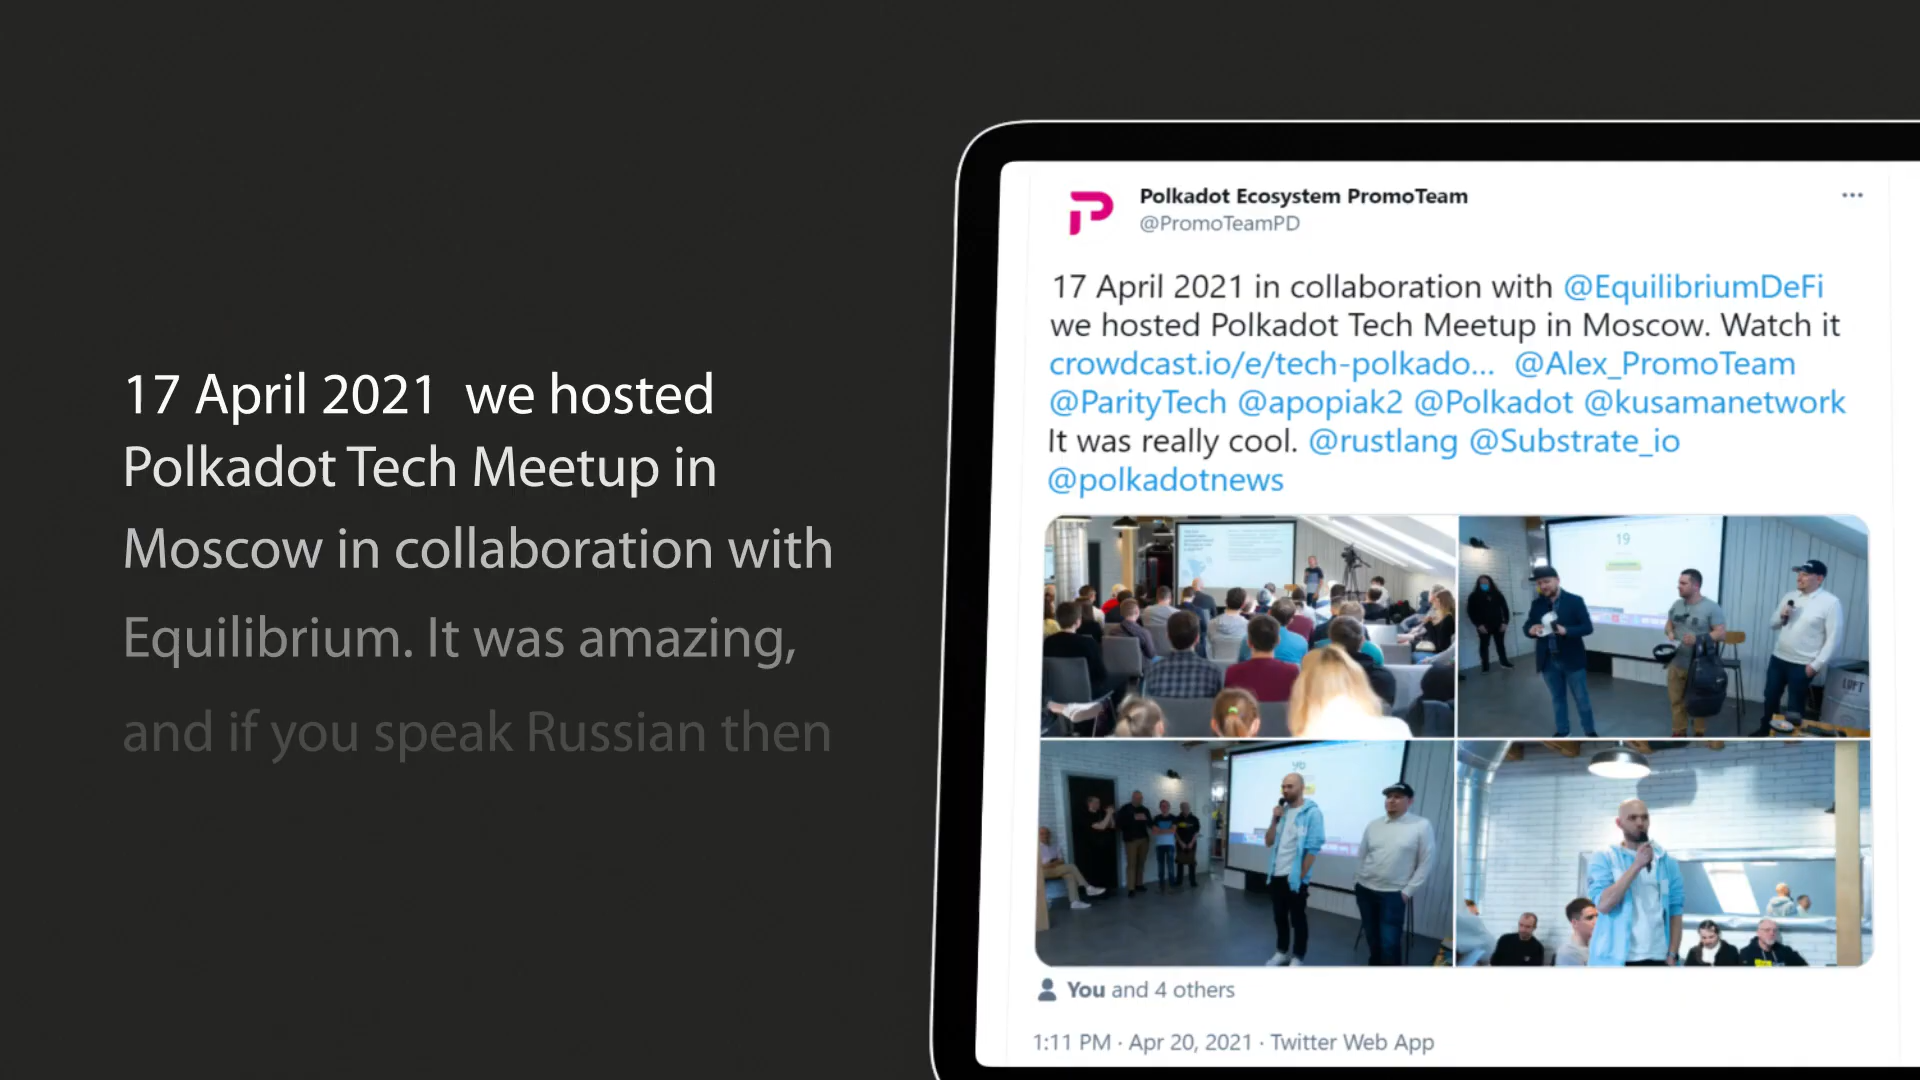 17 April 2021 we hosted
Polkadot Tech Meetup in
Moscow in collaboration with
Equilibrium. It was amazing,
and if you speak Russian then
Polkadot Ecosystem PromoTeam
@PromoTeamPD
17 April 2021 in collaboration with @EquilibriumDeFi
we hosted Polkadot Tech Meetup in Moscow. Watch it
crowdcast.io/e/tech-polkado... @Alex_PromoTeam
@ParityTech @apopiak2 @Polkadot @kusamanetwork
It was really cool. @rustlang @Substrate_io
@polkadotnews
19
LOFT
You and 4 others
1:11 PM · Apr 20, 2021 · Twitter Web App